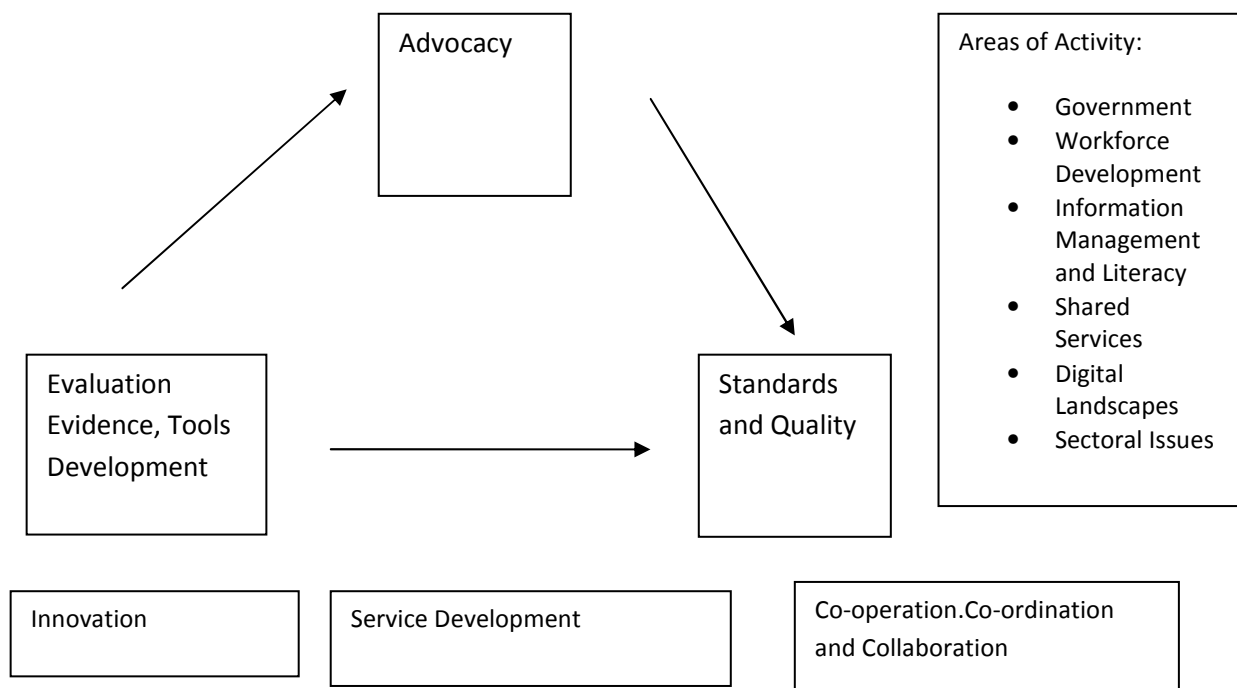 Advocacy
Areas of Activity:
• Government
• Workforce
Development
• Information
Management
and Literacy
• Shared
Services
• Digital
Landscapes
• Sectoral Issues
Evaluation
Evidence, Tools
Development
Standards
and Quality
Innovation
Service Development
Co-operation.Co-ordination
and Collaboration